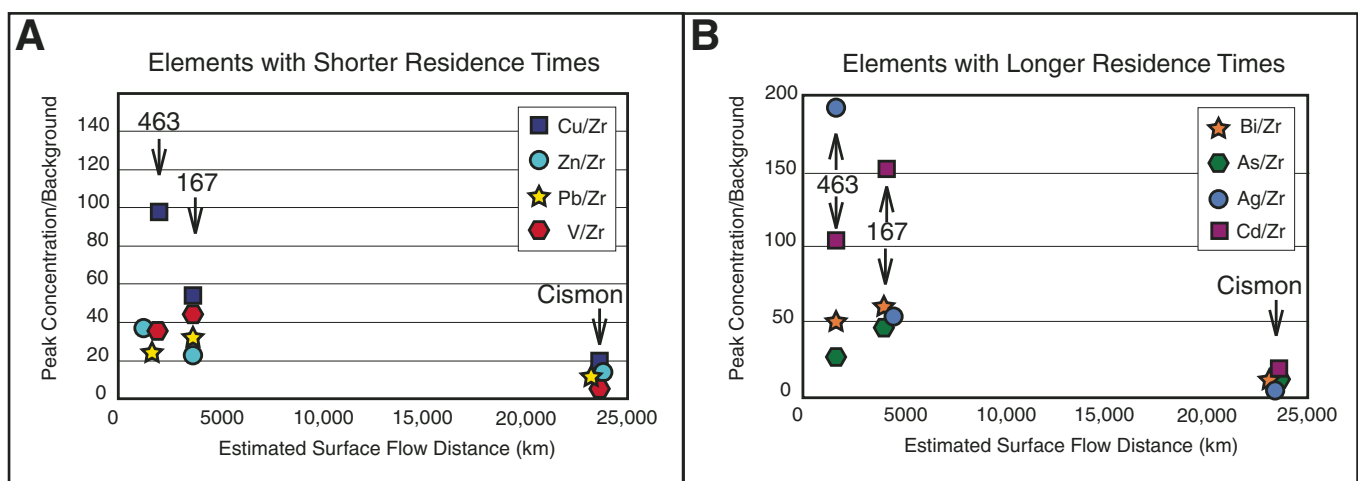 A
Elements with Shorter Residence Times
Peak Concentration/Background
140
120
100
80
60
40
20
0
463
167
Cismon
Cu/Zr
Zn/Zr
Pb/Zr
V/Zr
0 5000 10,000 15,000 20,000 25,000
Estimated Surface Flow Distance (km)
B
Elements with Longer Residence Times
Peak Concentration/Background
200
150
100
50
0
463
167
Cismon
Bi/Zr
As/Zr
Ag/Zr
Cd/Zr
0 5000 10,000 15,000 20,000 25,000
Estimated Surface Flow Distance (km)